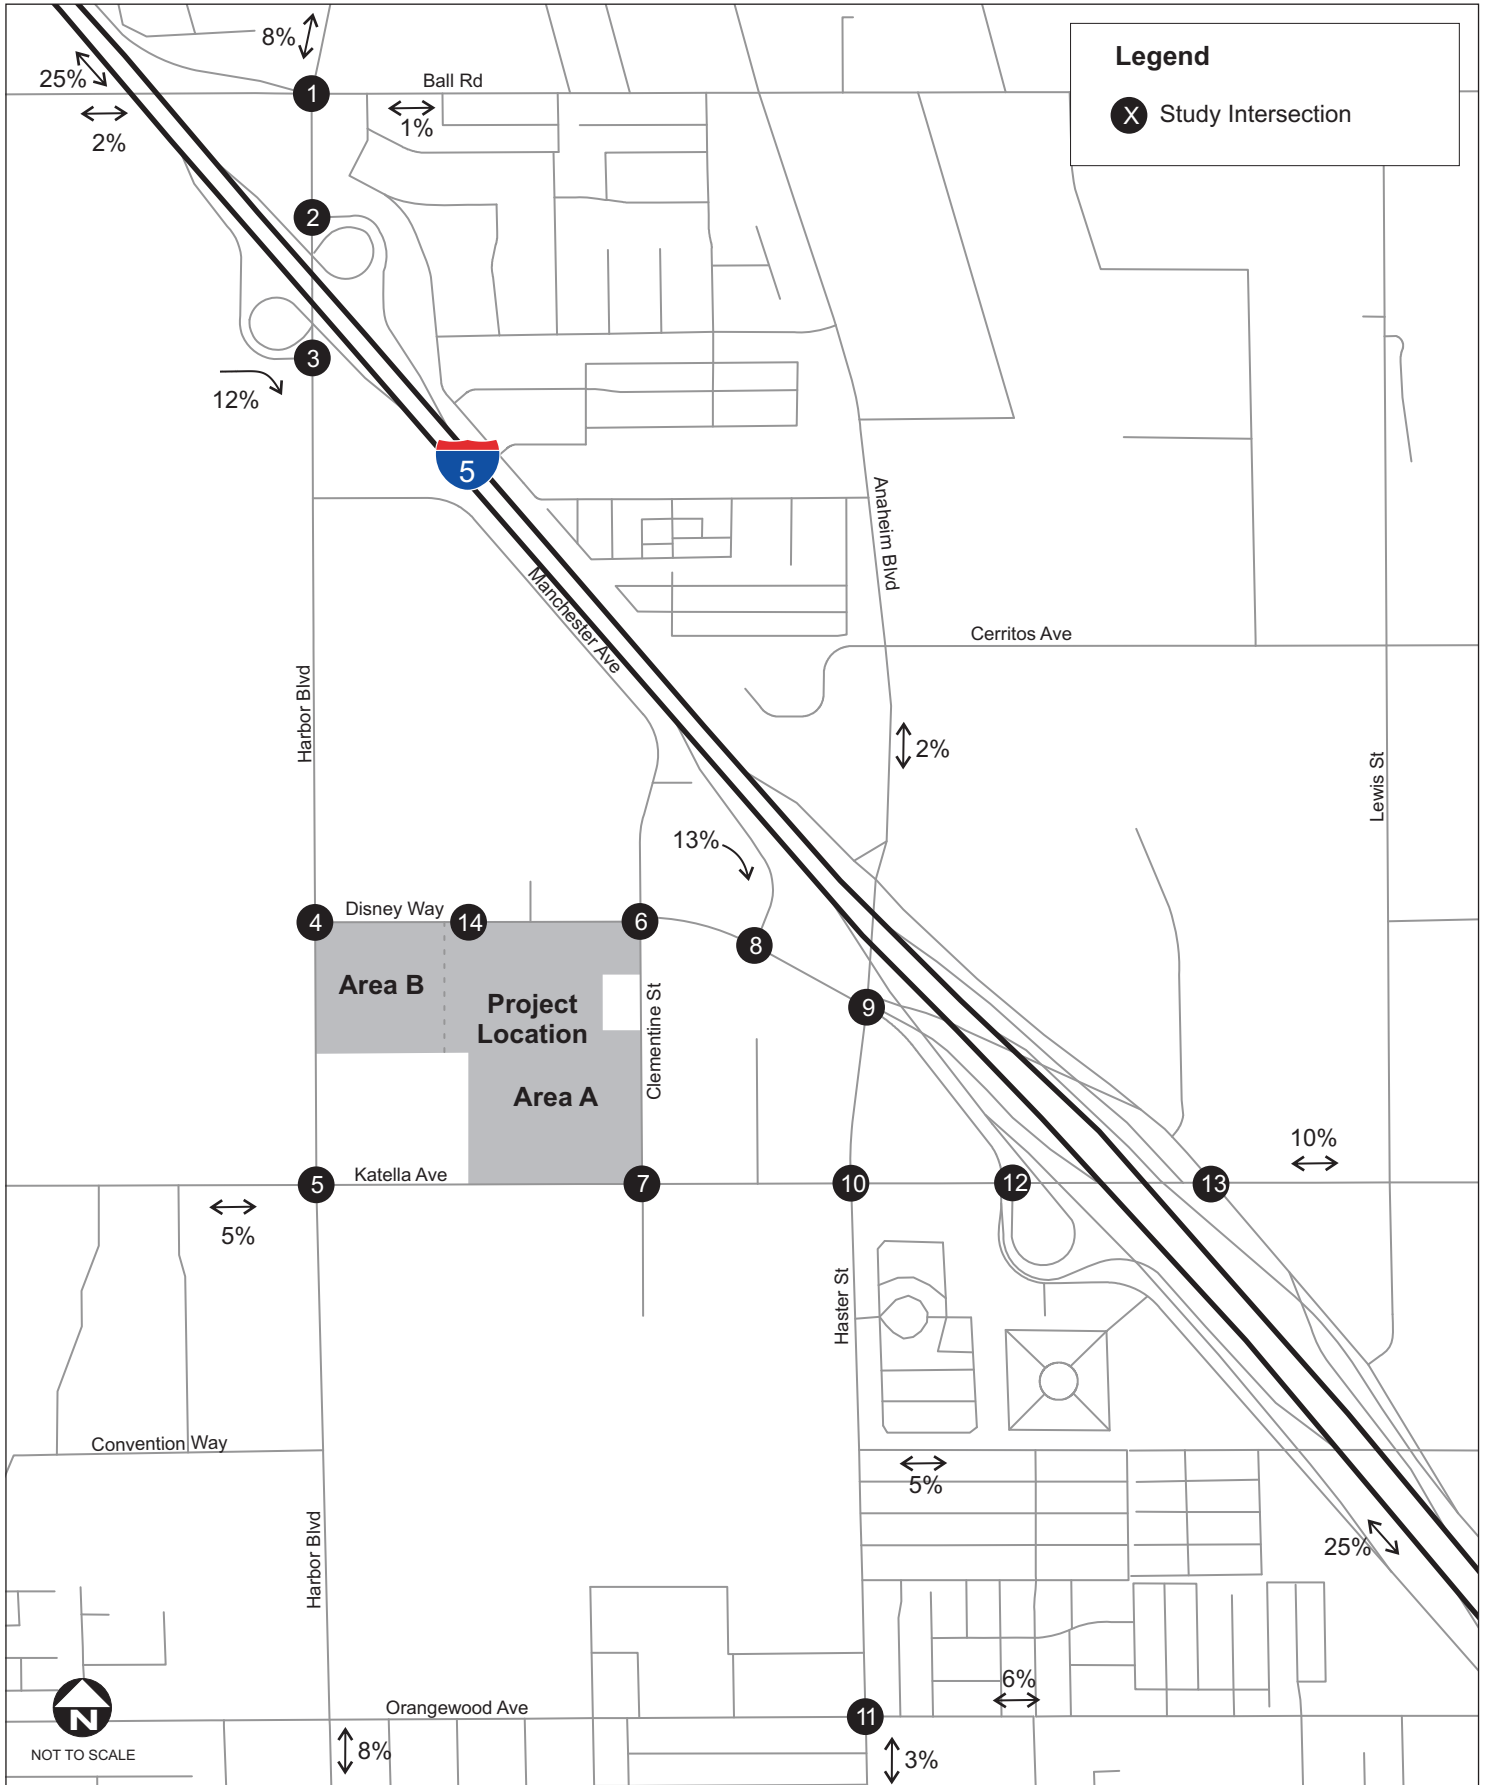 8%
Legend
25%
Ball Rd
1
2%
1%
X Study Intersection
2
3
12%
5
Anaheim Blvd
Manchester Ave
Cerritos Ave
Harbor Blvd
2%
Lewis St
13%
Disney Way
4
14
6
8
Area B
Project
Location
9
Clementine St
Area A
10%
Katella Ave
5
7
10
12
13
5%
Haster St
Convention Way
5%
Harbor Blvd
25%
6%
N
Orangewood Ave
11
NOT TO SCALE
8%
3%